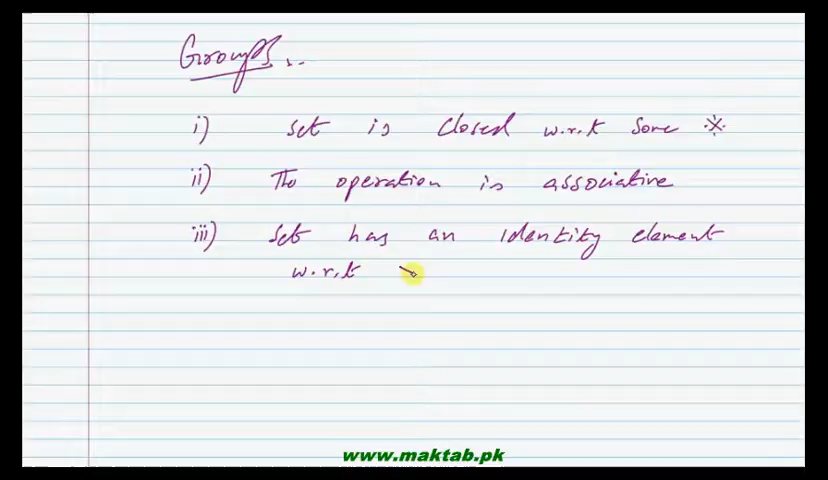 Groups...
i) Set is closed w.r.t some *
ii) The operation is associative
iii) Set has an identity element
w.r.t
www.maktab.pk